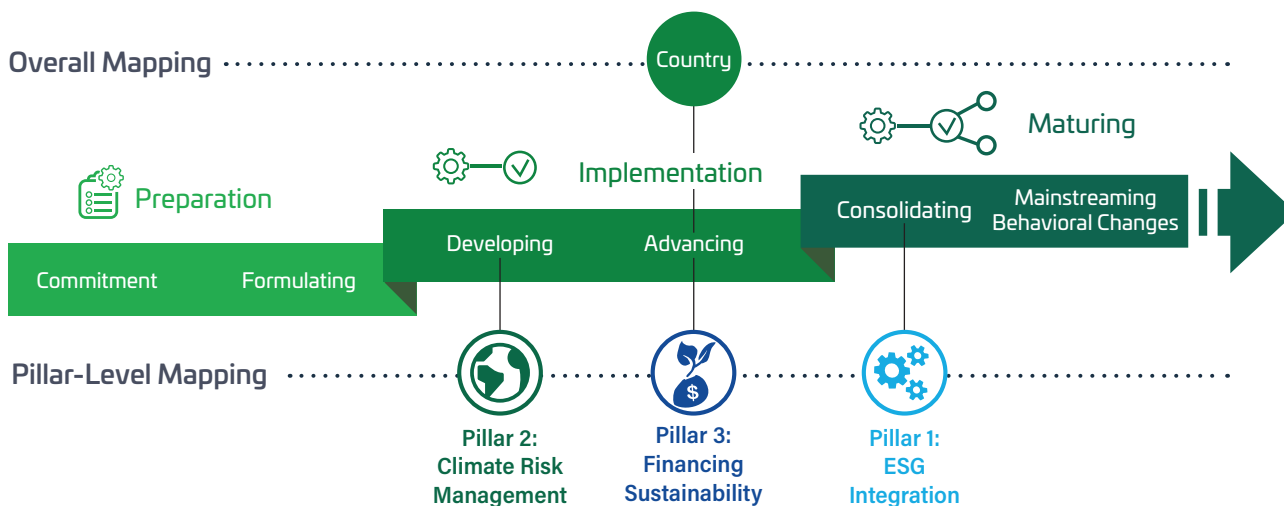 Overall Mapping
Country
Maturing
Implementation
Preparation
Consolidating
Mainstreaming
Behavioral Changes
Developing
Advancing
Commitment
Formulating
Pillar-Level Mapping
$
Pillar 2:
Climate Risk
Management
Pillar 3:
Financing
Sustainability
Pillar 1:
ESG
Integration